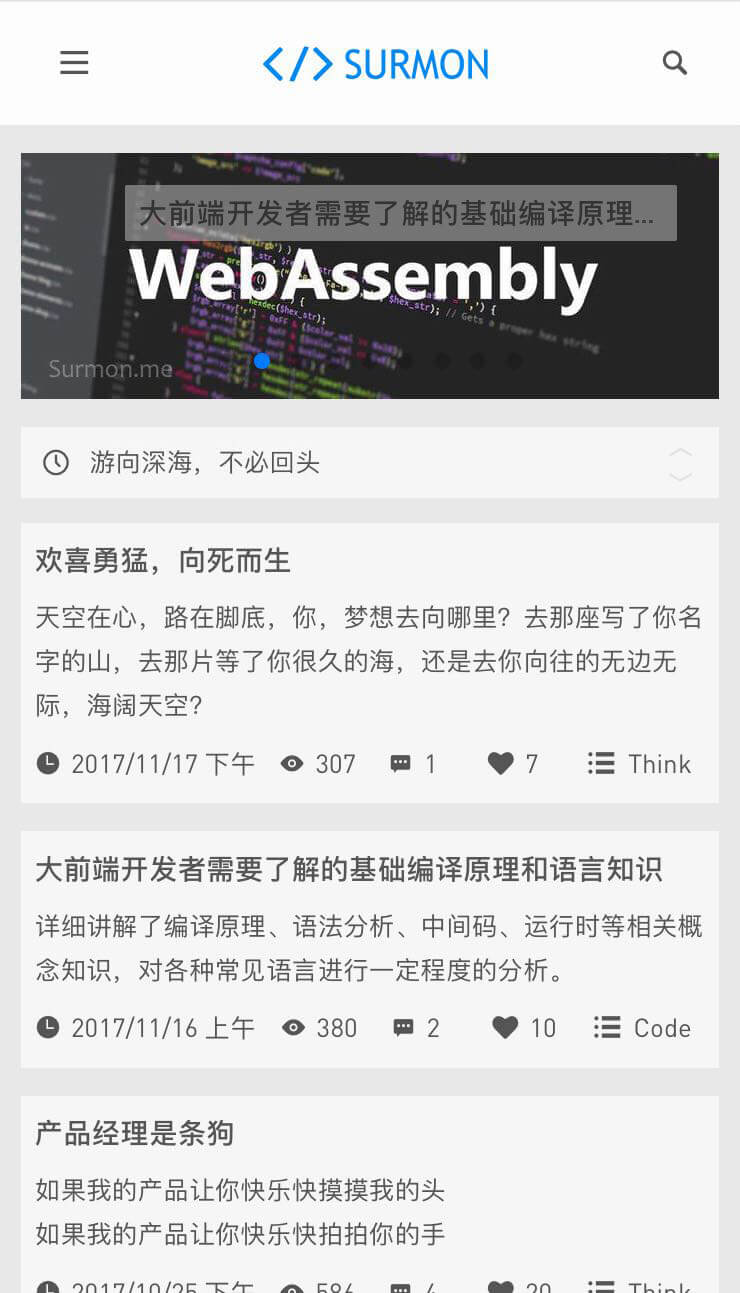 </> SURMON
大前端开发者需要了解的基础编译原理...
WebAssembly
Surmon.me
游向深海，不必回头
欢喜勇猛，向死而生
天空在心，路在脚底，你，梦想去向哪里？去那座写了你名
字的山，去那片等了你很久的海，还是去你向往的无边无
际，海阔天空？
2017/11/17 下午 307 1 7 Think
大前端开发者需要了解的基础编译原理和语言知识
详细讲解了编译原理、语法分析、中间码、运行时等相关概
念知识，对各种常见语言进行一定程度的分析。
2017/11/16 上午 380 2 10 Code
产品经理是条狗
如果我的产品让你快乐快摸摸我的头
如果我的产品让你快乐快拍拍你的手
2017/10/25 下午 586 4 20 Think